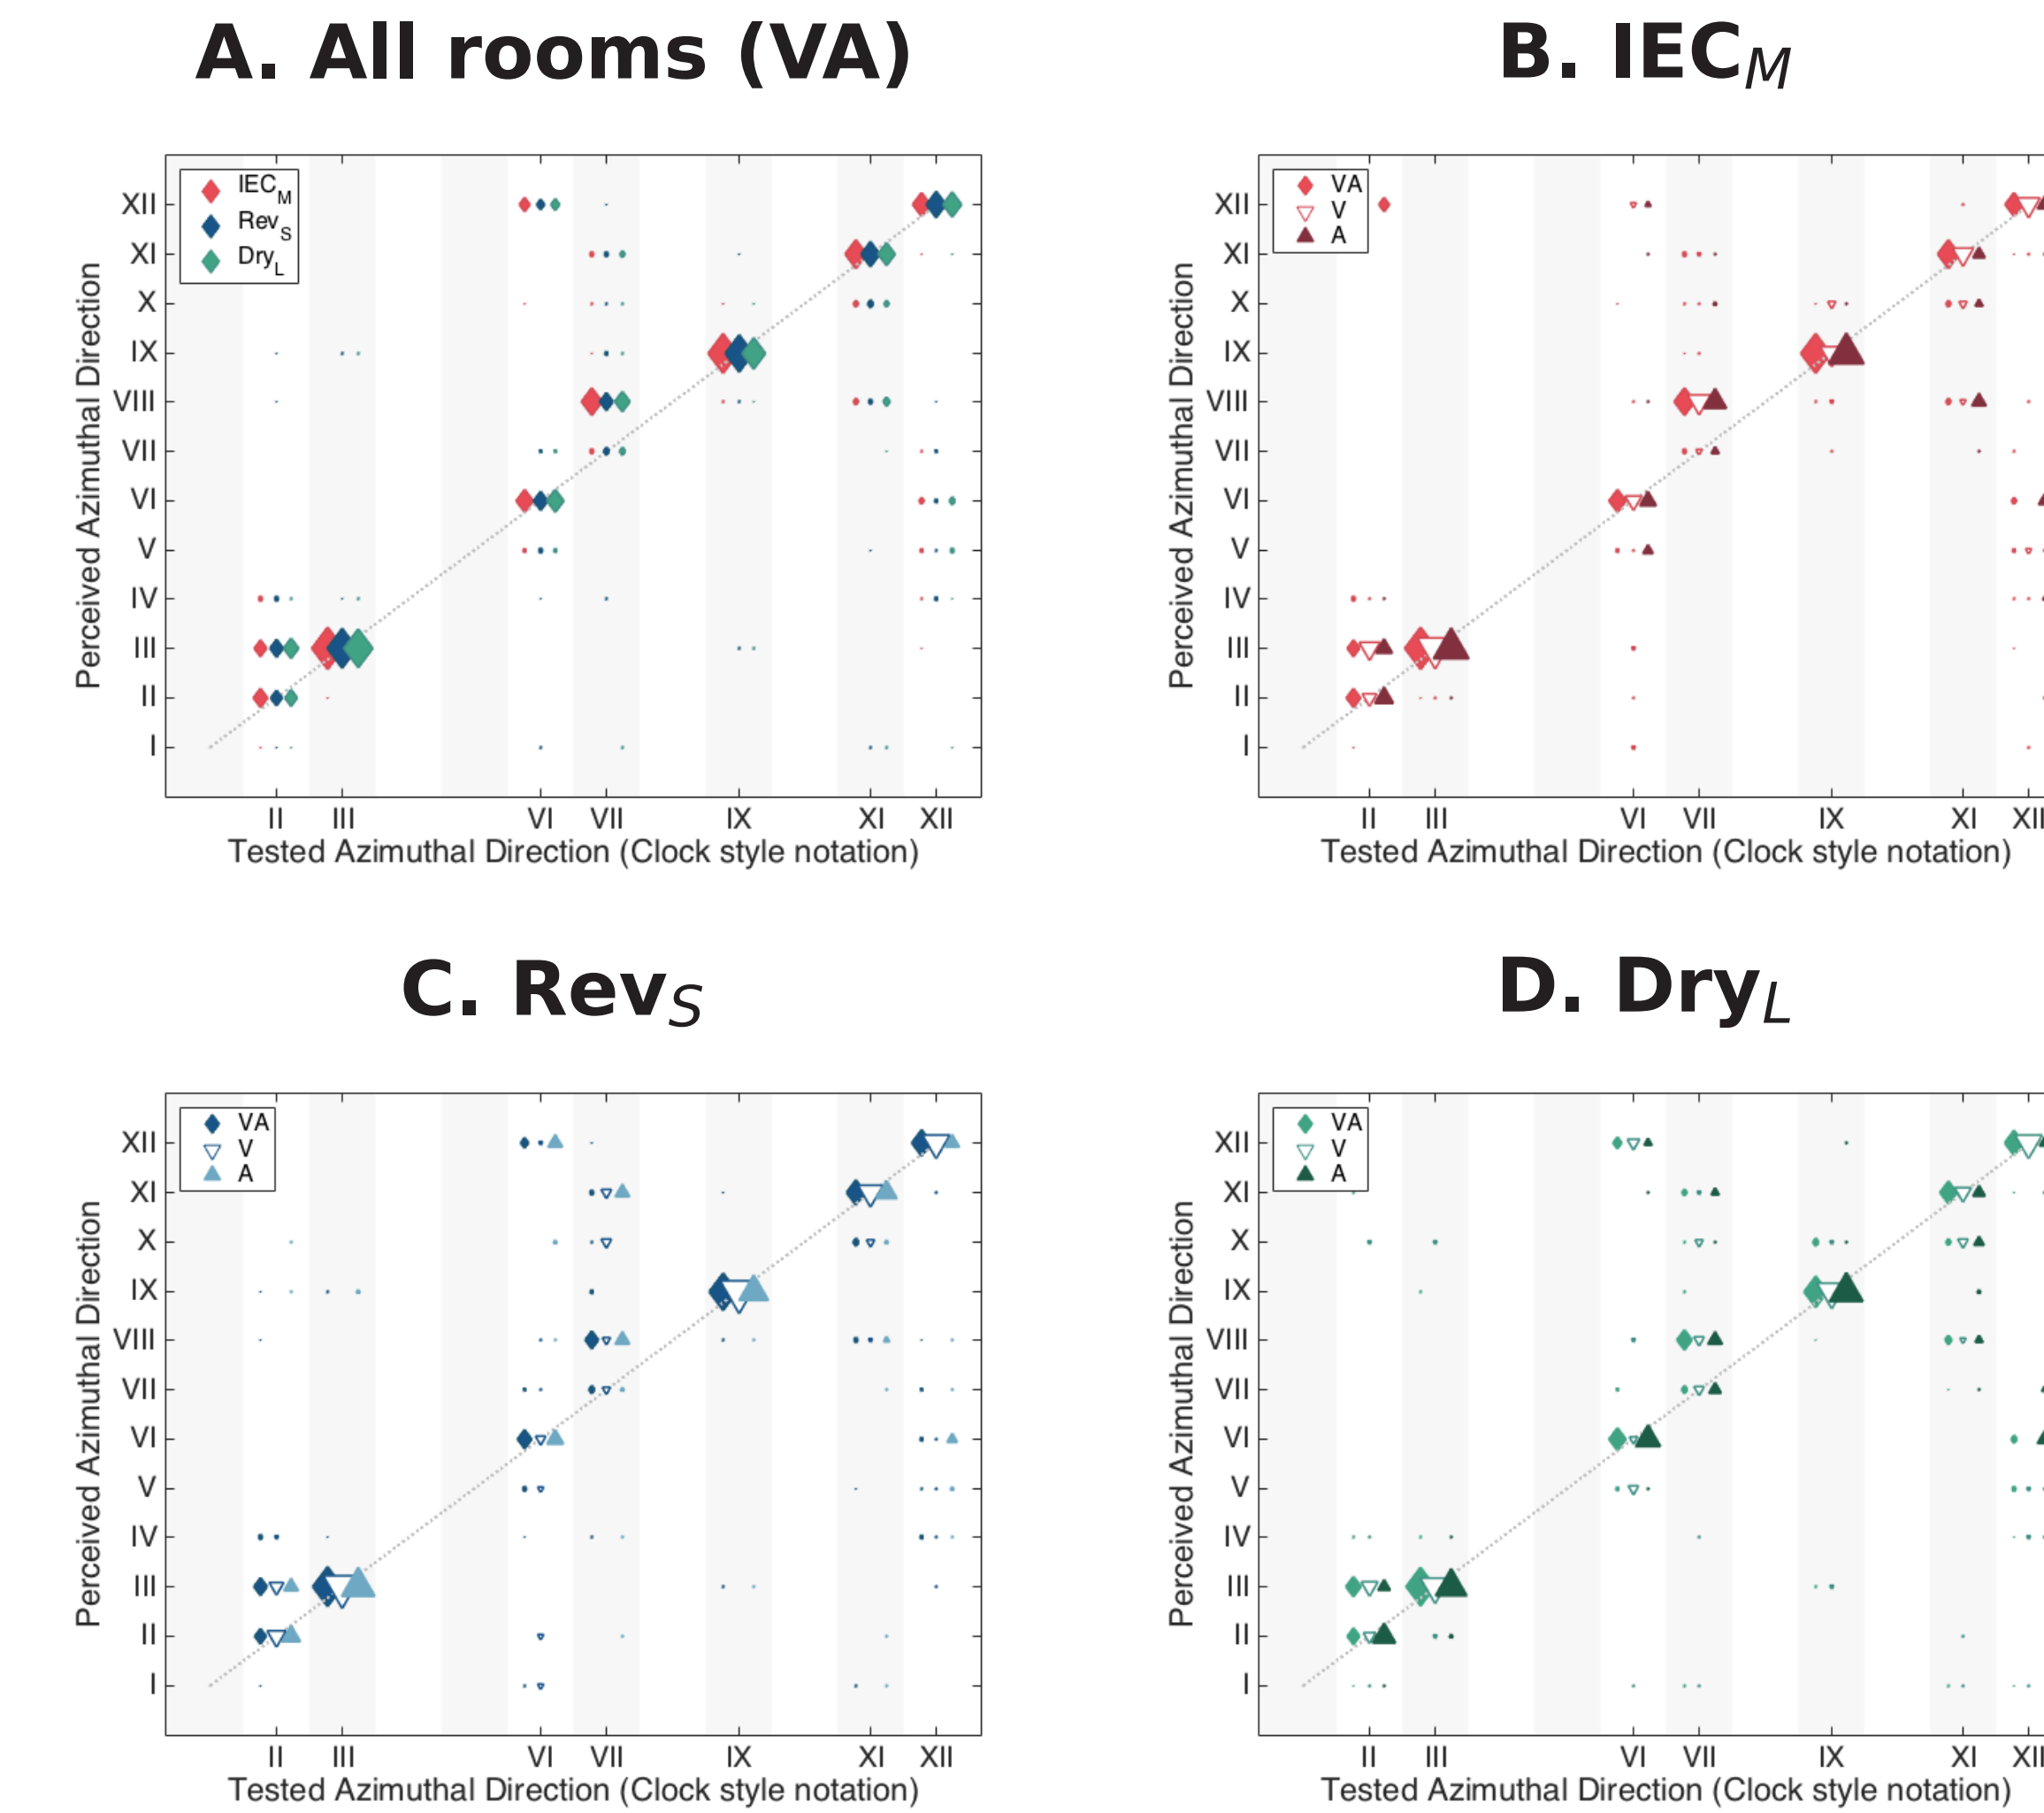 A. All rooms (VA)
IEC_M
Rev_S
Dry_L
XII
XI
X
IX
VIII
VII
VI
V
IV
III
II
I
Perceived Azimuthal Direction
II III VI VII IX XI XII
Tested Azimuthal Direction (Clock style notation)
B. IEC_M
VA
V
A
XII
XI
X
IX
VIII
VII
VI
V
IV
III
II
I
Perceived Azimuthal Direction
II III VI VII IX XI XII
Tested Azimuthal Direction (Clock style notation)
C. Rev_S
VA
V
A
XII
XI
X
IX
VIII
VII
VI
V
IV
III
II
I
Perceived Azimuthal Direction
II III VI VII IX XI XII
Tested Azimuthal Direction (Clock style notation)
D. Dry_L
VA
V
A
XII
XI
X
IX
VIII
VII
VI
V
IV
III
II
I
Perceived Azimuthal Direction
II III VI VII IX XI XII
Tested Azimuthal Direction (Clock style notation)